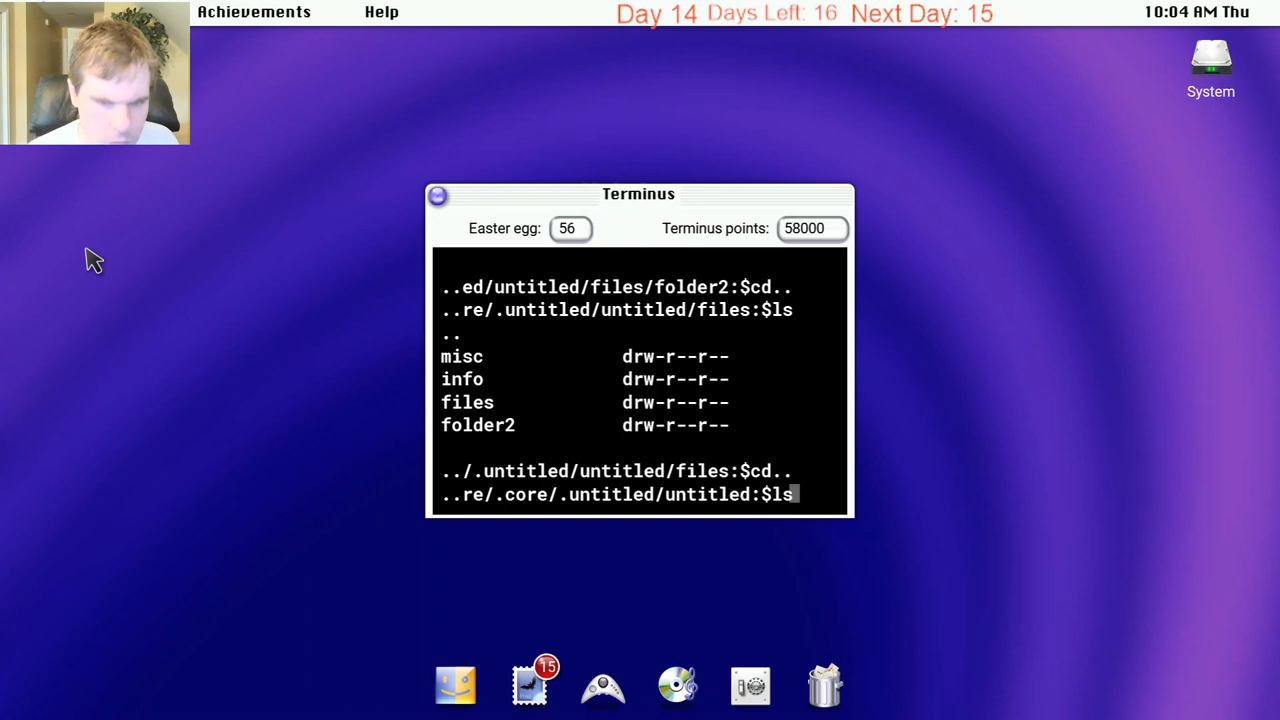 Achievements Help Day 14 Days Left: 16 Next Day: 15 10:04 AM Thu
System
Terminus
Easter egg: 56 Terminus points: 58000
..ed/untitled/files/folder2:$cd..
..re/.untitled/untitled/files:$ls
..
misc drw-r--r--
info drw-r--r--
files drw-r--r--
folder2 drw-r--r--
../.untitled/untitled/files:$cd..
..re/.core/.untitled/untitled:$ls
15